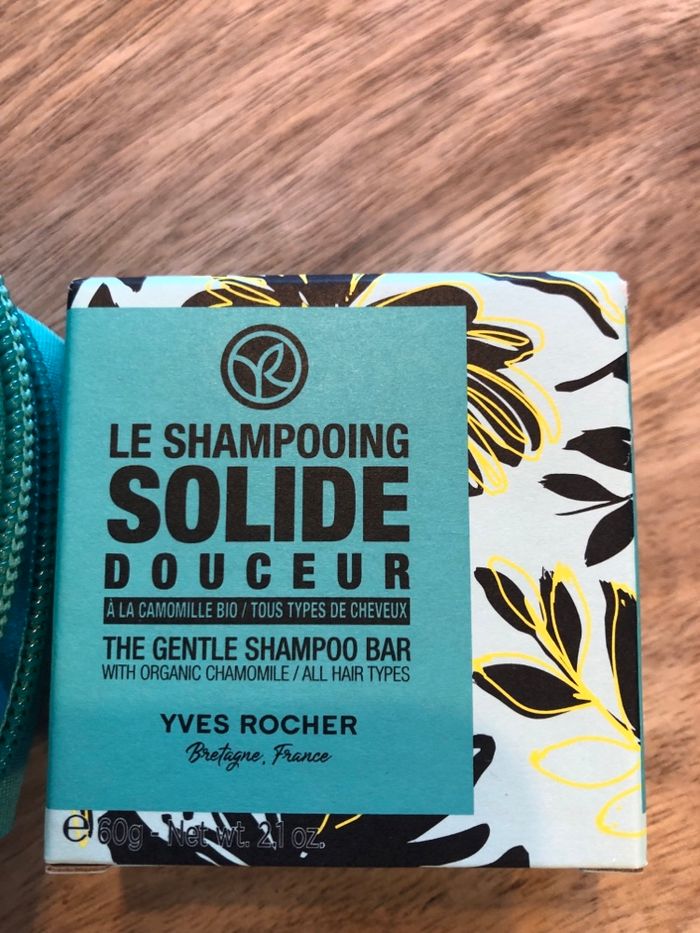 LE SHAMPOOING
SOLIDE
DOUCEUR
À LA CAMOMILLE BIO / TOUS TYPES DE CHEVEUX
THE GENTLE SHAMPOO BAR
WITH ORGANIC CHAMOMILE / ALL HAIR TYPES
YVES ROCHER
Bretagne, France
e 60g - Net wt. 2.1 oz.